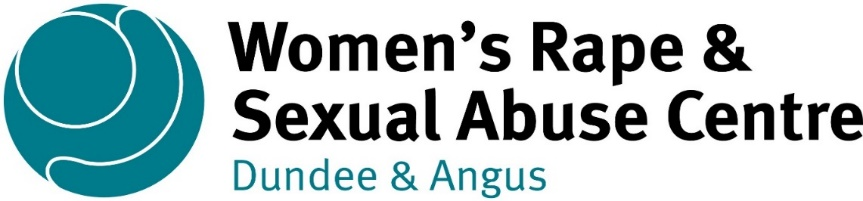 Women’s Rape &
Sexual Abuse Centre
Dundee & Angus